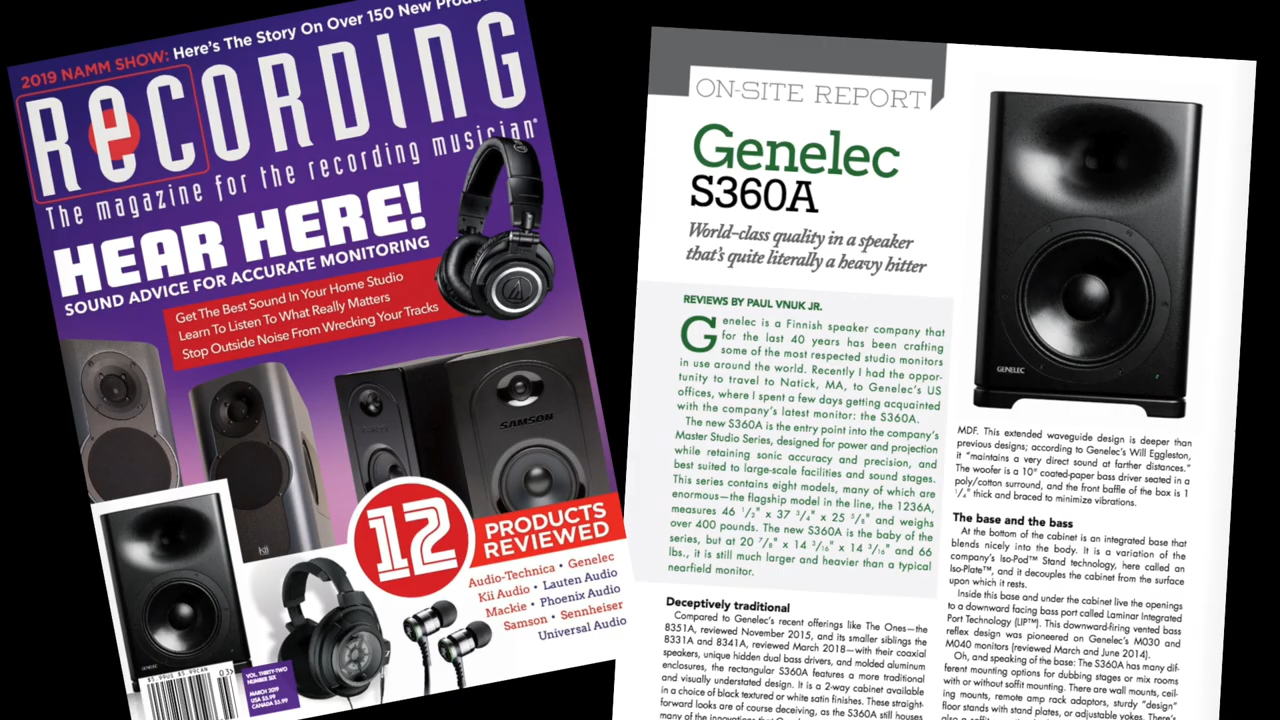 2019 NAMM SHOW: Here's The Story On Over 150 New
RECORDING
The magazine for the recording musician®
HEAR HERE!
SOUND ADVICE FOR ACCURATE MONITORING
Get The Best Sound In Your Home Studio
Learn To Listen To What Really Matters
Stop Outside Noise From Wrecking Your Tracks
SAMSON
Kii
12
PRODUCTS
REVIEWED
Audio-Technica • Genelec
Kii Audio • Lauten Audio
Mackie • Phoenix Audio
Samson • Sennheiser
Universal Audio
GENELEC
$5.99US $5.99CAN
03>
VOL. THIRTY-TWO
NUMBER SIX
MARCH 2019
USA $5.99
CANADA $5.99
ON-SITE REPORT
Genelec
S360A
World-class quality in a speaker
that's quite literally a heavy hitter
REVIEWS BY PAUL VNUK JR.
Genelec is a Finnish speaker company that
for the last 40 years has been crafting
some of the most respected studio monitors
in use around the world. Recently I had the oppor-
tunity to travel to Natick, MA, to Genelec's US
offices, where I spent a few days getting acquainted
with the company's latest monitor: the S360A.
The new S360A is the entry point into the company's
Master Studio Series, designed for power and projection
while retaining sonic accuracy and precision, and
best suited to large-scale facilities and sound stages.
This series contains eight models, many of which are
enormous—the flagship model in the line, the 1236A,
measures 46 1/2" x 37 3/4" x 25 5/8" and weighs
over 400 pounds. The new S360A is the baby of the
series, but at 20 7/8" x 14 3/16" x 14 3/16" and 66
lbs., it is still much larger and heavier than a typical
nearfield monitor.
Deceptively traditional
Compared to Genelec's recent offerings like The Ones—the
8351A, reviewed November 2015, and its smaller siblings the
8331A and 8341A, reviewed March 2018—with their coaxial
speakers, unique hidden dual bass drivers, and molded aluminum
enclosures, the rectangular S360A features a more traditional
and visually understated design. It is a 2-way cabinet available
in a choice of black textured or white satin finishes. These straight-
forward looks are of course deceiving, as the S360A still houses
many of the innovations that
GENELEC
MDF. This extended waveguide design is deeper than
previous designs; according to Genelec's Will Eggleston,
it "maintains a very direct sound at farther distances."
The woofer is a 10" coated-paper bass driver seated in a
poly/cotton surround, and the front baffle of the box is 1
1/4" thick and braced to minimize vibrations.
The base and the bass
At the bottom of the cabinet is an integrated base that
blends nicely into the body. It is a variation of the
company's Iso-Pod™ Stand technology, here called an
Iso-Plate™, and it decouples the cabinet from the surface
upon which it rests.
Inside this base and under the cabinet live the openings
to a downward facing bass port called Laminar Integrated
Port Technology (LIP™). This downward-firing vented bass
reflex design was pioneered on Genelec's M030 and
M040 monitors (reviewed March and June 2014).
Oh, and speaking of the base: The S360A has many dif-
ferent mounting options for dubbing stages or mix rooms
with or without soffit mounting. There are wall mounts, ceil-
ing mounts, remote amp rack adaptors, sturdy "design"
floor stands with stand plates, or adjustable yokes. There's